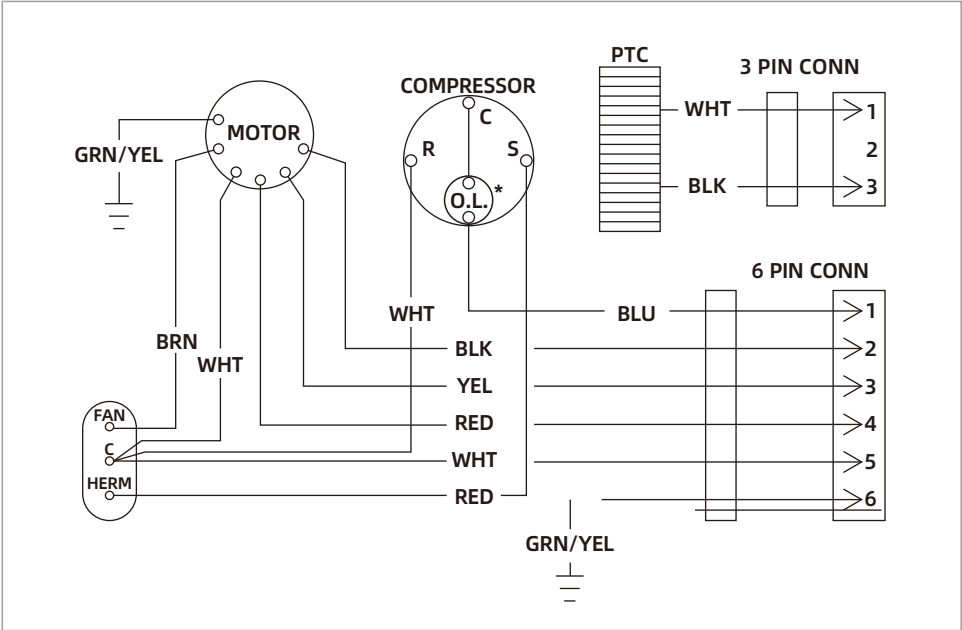 PTC
3 PIN CONN
COMPRESSOR
WHT
1
C
MOTOR
2
R
S
GRN/YEL
BLK
3
O.L.
*
6 PIN CONN
WHT
BLU
1
BRN
BLK
2
WHT
YEL
3
FAN
RED
4
C
WHT
5
HERM
RED
6
GRN/YEL